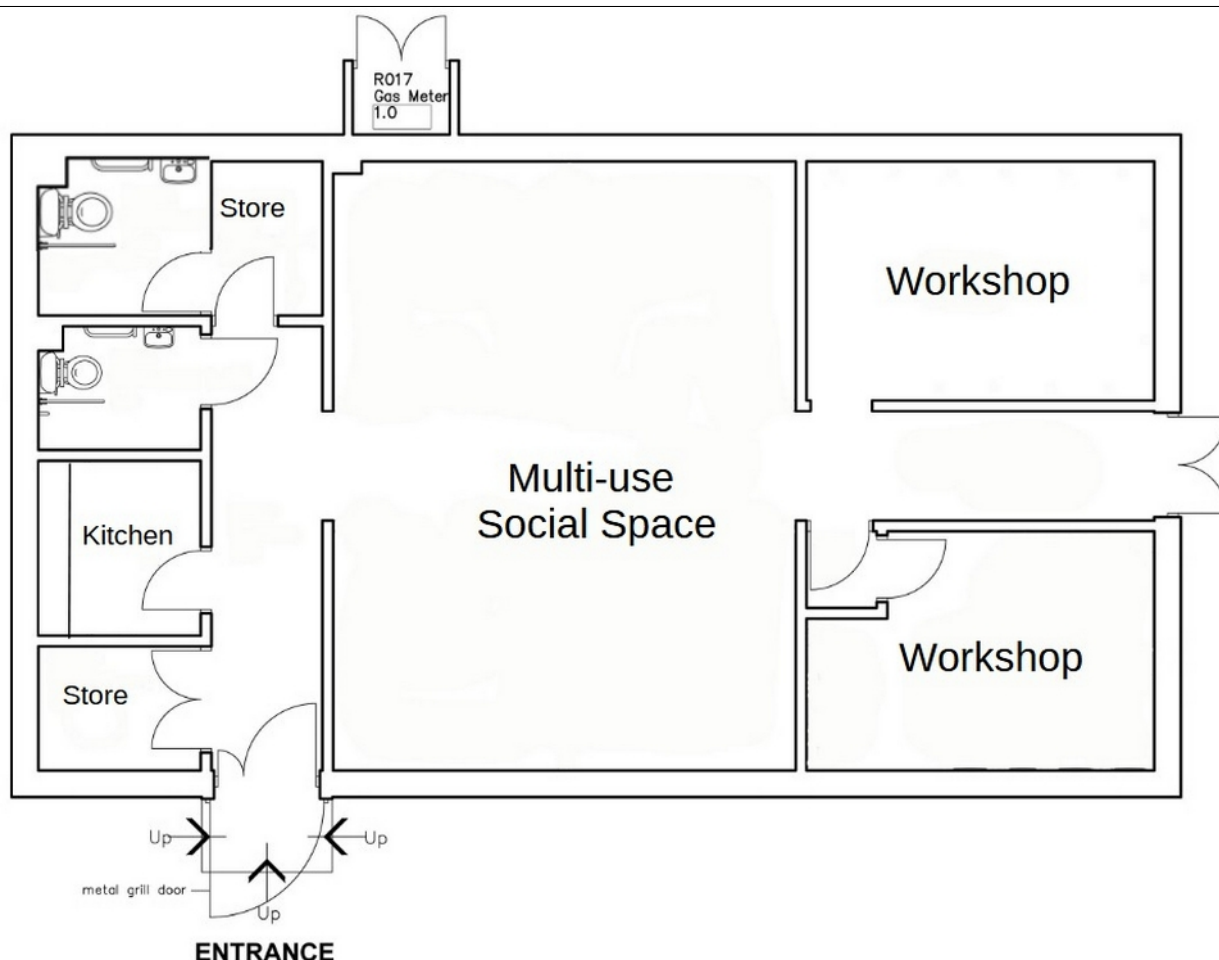 R017
Gas Meter
1.0
Store
Workshop
Multi-use
Social Space
Kitchen
Workshop
Store
Up
Up
metal grill door
Up
ENTRANCE